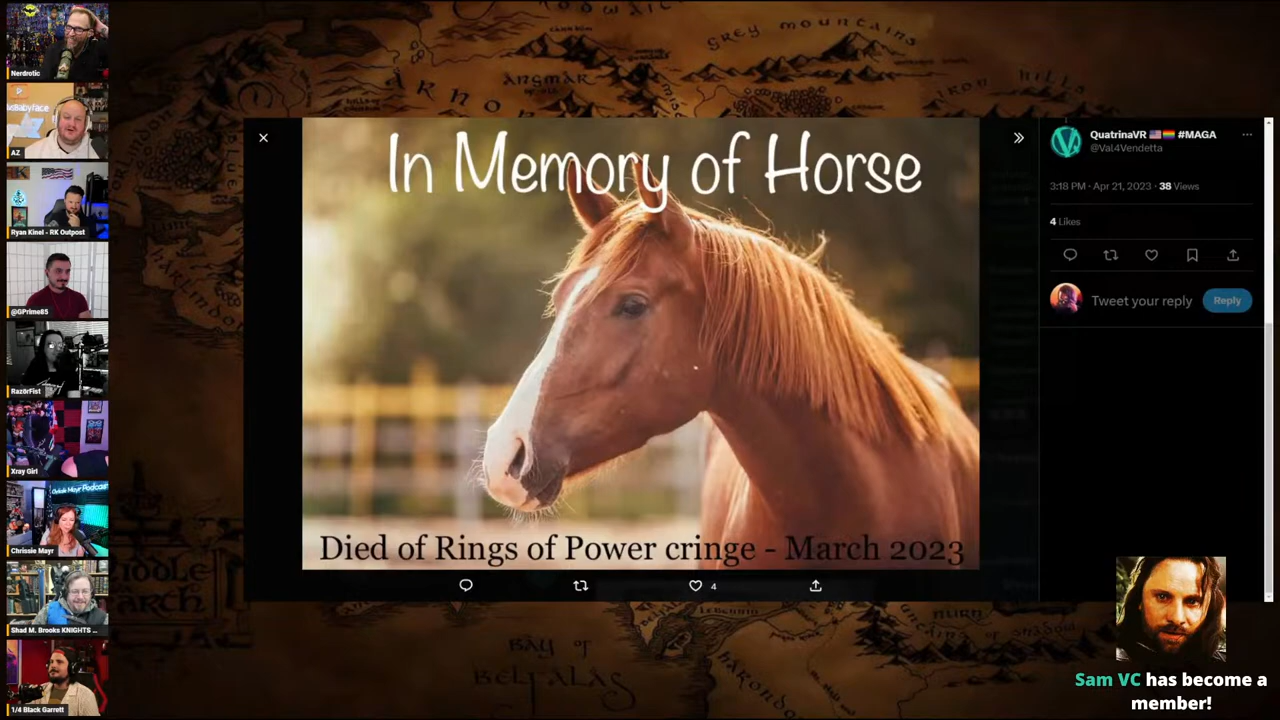 Nerdrotic
AZ
Ryan Kinel - RK Outpost
@GPrime85
RazorFist
Xray Girl
Chrissie Mayr
Shad M. Brooks KNIGHTS ...
1/4 Black Garrett
GREY MOUNTAINS
ANGMAR
IRON hills
ARNO
In Memory of Horse
Died of Rings of Power cringe - March 2023
4
QuatrinaVR #MAGA
@Val4Vendetta
3:18 PM · Apr 21, 2023 · 38 Views
4 Likes
Tweet your reply
Reply
BAY OF
BELFALAS
Sam VC has become a
member!